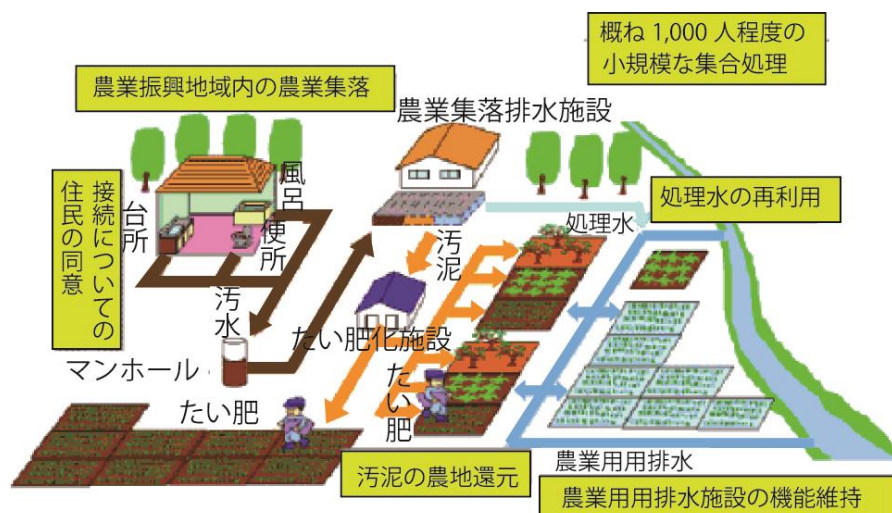 概ね 1,000 人程度の
小規模な集合処理
農業振興地域内の農業集落
農業集落排水施設
接続についての
住民の同意
台所
風呂
便所
汚水
マンホール
汚泥
処理水
処理水の再利用
たい肥化施設
たい肥
たい肥
汚泥の農地還元
農業用用排水
農業用用排水施設の機能維持